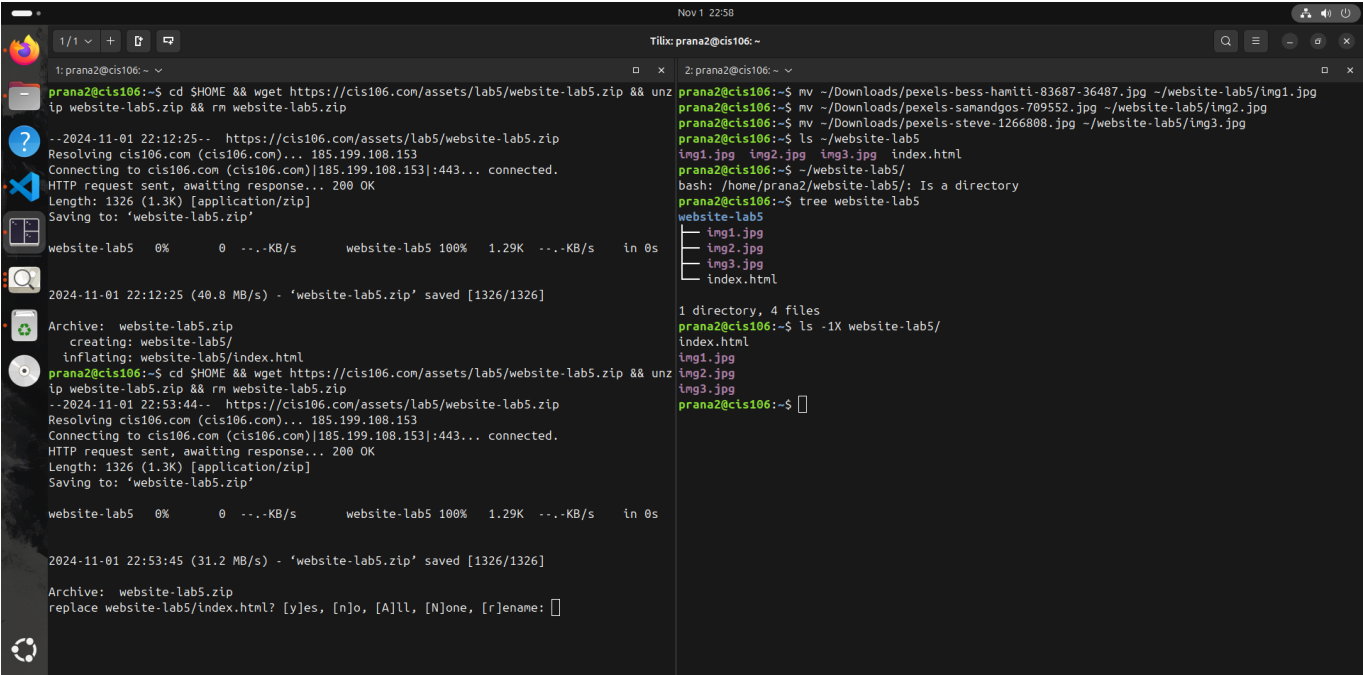 Nov 1 22:58
1/1
Tilix: prana2@cis106: ~
1: prana2@cis106: ~
prana2@cis106:~$ cd $HOME && wget https://cis106.com/assets/lab5/website-lab5.zip && unz
ip website-lab5.zip && rm website-lab5.zip
--2024-11-01 22:12:25-- https://cis106.com/assets/lab5/website-lab5.zip
Resolving cis106.com (cis106.com)... 185.199.108.153
Connecting to cis106.com (cis106.com)|185.199.108.153|:443... connected.
HTTP request sent, awaiting response... 200 OK
Length: 1326 (1.3K) [application/zip]
Saving to: ‘website-lab5.zip’
website-lab5 0% 0 --.-KB/s website-lab5 100% 1.29K --.-KB/s in 0s
2024-11-01 22:12:25 (40.8 MB/s) - ‘website-lab5.zip’ saved [1326/1326]
Archive: website-lab5.zip
creating: website-lab5/
inflating: website-lab5/index.html
prana2@cis106:~$ cd $HOME && wget https://cis106.com/assets/lab5/website-lab5.zip && unz
ip website-lab5.zip && rm website-lab5.zip
--2024-11-01 22:53:44-- https://cis106.com/assets/lab5/website-lab5.zip
Resolving cis106.com (cis106.com)... 185.199.108.153
Connecting to cis106.com (cis106.com)|185.199.108.153|:443... connected.
HTTP request sent, awaiting response... 200 OK
Length: 1326 (1.3K) [application/zip]
Saving to: ‘website-lab5.zip’
website-lab5 0% 0 --.-KB/s website-lab5 100% 1.29K --.-KB/s in 0s
2024-11-01 22:53:45 (31.2 MB/s) - ‘website-lab5.zip’ saved [1326/1326]
Archive: website-lab5.zip
replace website-lab5/index.html? [y]es, [n]o, [A]ll, [N]one, [r]ename:
2: prana2@cis106: ~
prana2@cis106:~$ mv ~/Downloads/pexels-bess-hamiti-83687-36487.jpg ~/website-lab5/img1.jpg
prana2@cis106:~$ mv ~/Downloads/pexels-samandgos-709552.jpg ~/website-lab5/img2.jpg
prana2@cis106:~$ mv ~/Downloads/pexels-steve-1266808.jpg ~/website-lab5/img3.jpg
prana2@cis106:~$ ls ~/website-lab5
img1.jpg img2.jpg img3.jpg index.html
prana2@cis106:~$ ~/website-lab5/
bash: /home/prana2/website-lab5/: Is a directory
prana2@cis106:~$ tree website-lab5
website-lab5
├── img1.jpg
├── img2.jpg
├── img3.jpg
└── index.html
1 directory, 4 files
prana2@cis106:~$ ls -1X website-lab5/
index.html
img1.jpg
img2.jpg
img3.jpg
prana2@cis106:~$